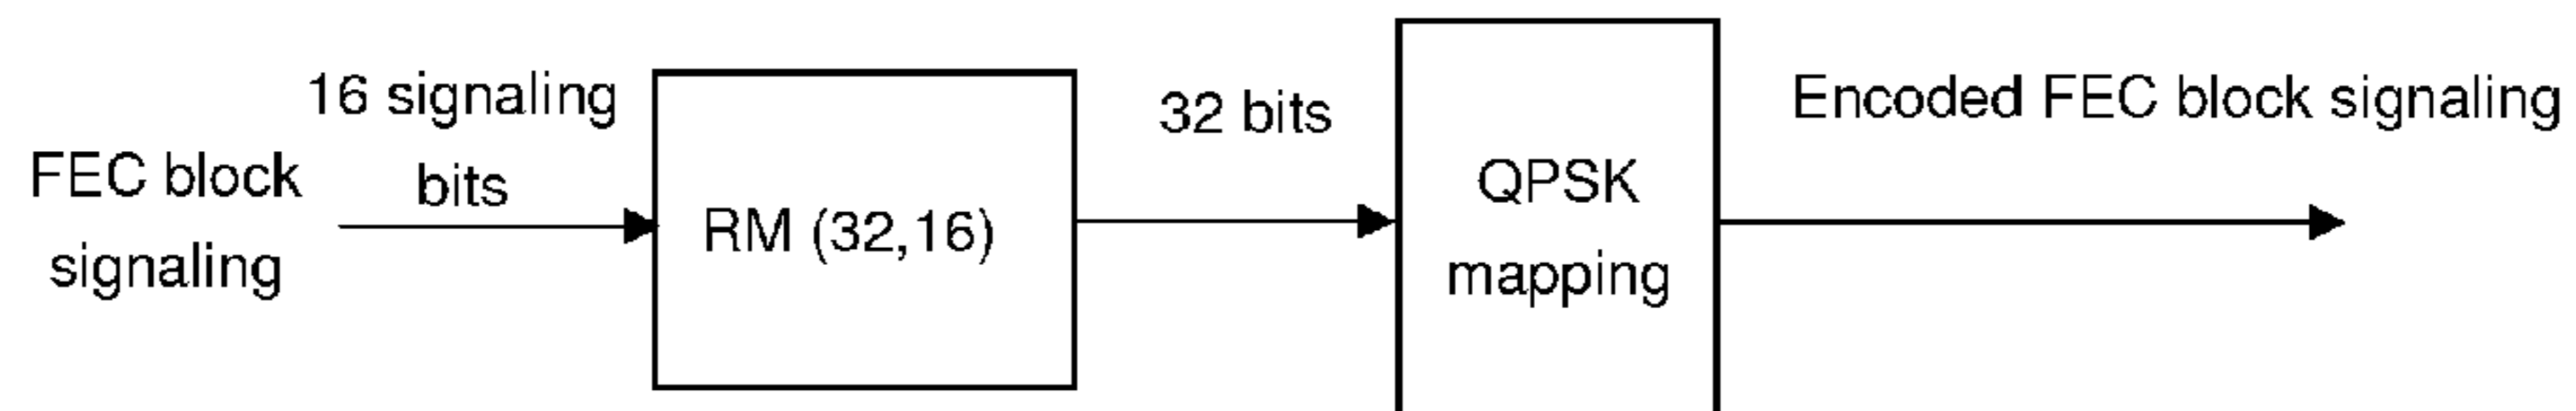 FEC block
signaling
16 signaling
bits
RM (32,16)
32 bits
QPSK
mapping
Encoded FEC block signaling